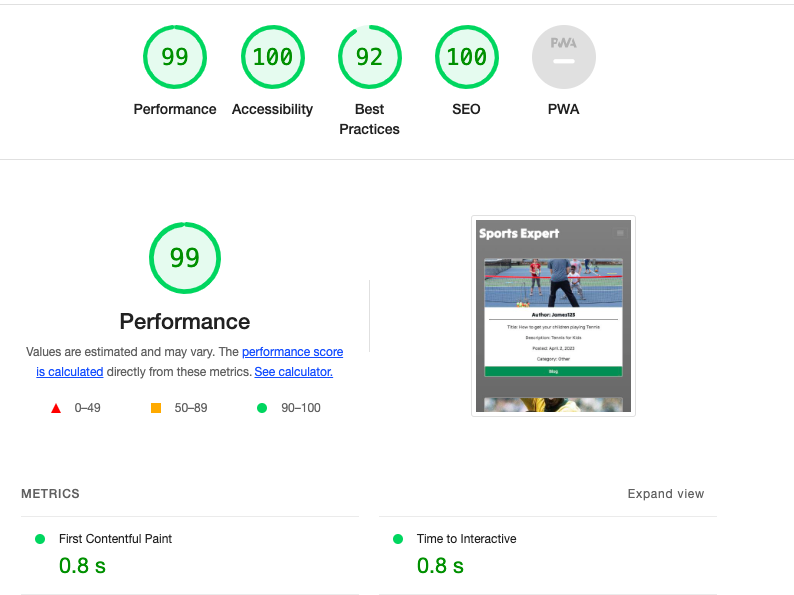 99
100
92
100
PWA
Performance
Accessibility
Best
Practices
SEO
PWA
99
Performance
Values are estimated and may vary. The performance score
is calculated directly from these metrics. See calculator.
0–49
50–89
90–100
Sports Expert
Author: James123
Title: How to get your children playing Tennis
Description: Tennis for Kids
Posted: April 2, 2023
Category: Other
Blog
METRICS
Expand view
First Contentful Paint
0.8 s
Time to Interactive
0.8 s